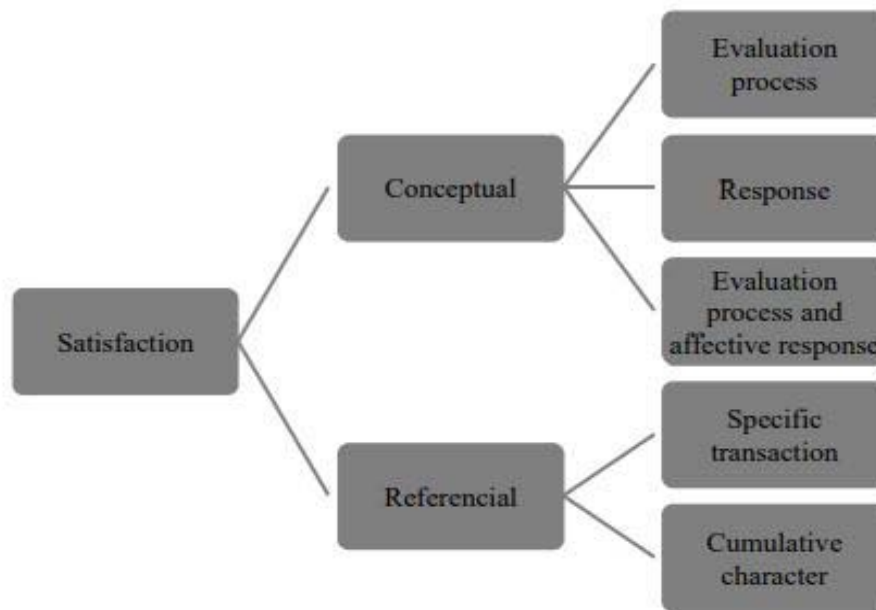 Satisfaction
Conceptual
Evaluation
process
Response
Evaluation
process and
affective response
Referencial
Specific
transaction
Cumulative
character